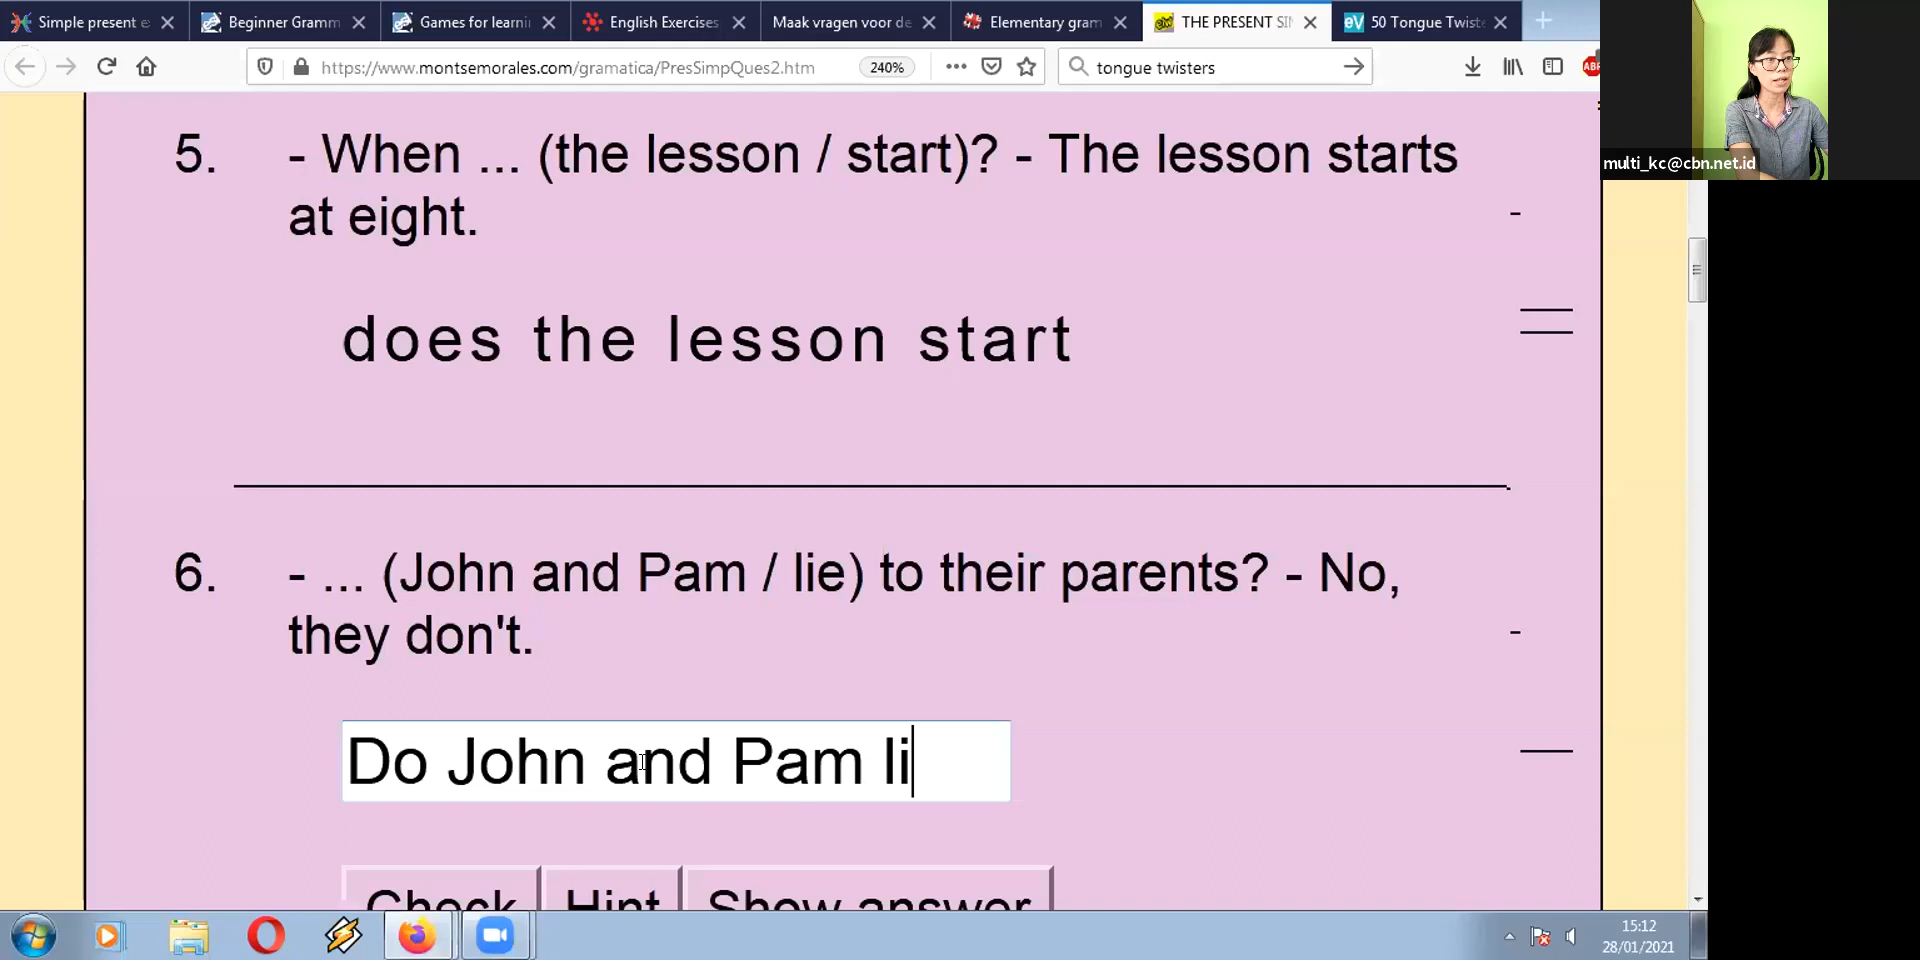 Simple present e
Beginner Gramm
Games for learni
English Exercises
Maak vragen voor de
Elementary gram
THE PRESENT SI
eV 50 Tongue Twiste
https://www.montsemorales.com/gramatica/PresSimpQues2.htm
240%
tongue twisters
ABP
multi_kc@cbn.net.id
5. - When ... (the lesson / start)? - The lesson starts
at eight.
does the lesson start
6. - ... (John and Pam / lie) to their parents? - No,
they don't.
Do John and Pam li
Check Hint Show answer
15:12
28/01/2021